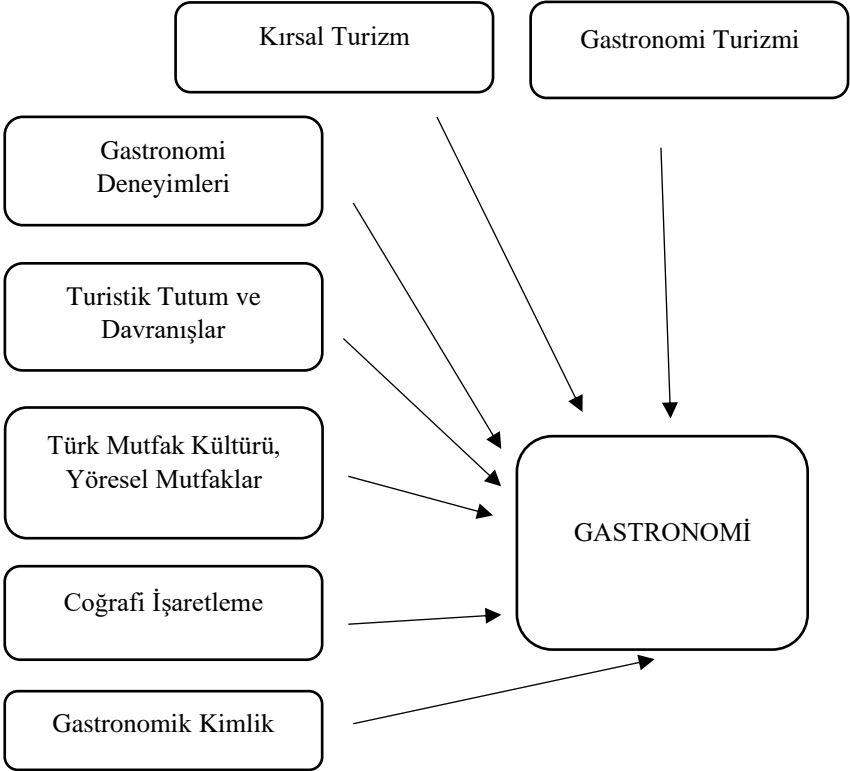 Kırsal Turizm
Gastronomi Turizmi
Gastronomi
Deneyimleri
Turistik Tutum ve
Davranışlar
Türk Mutfak Kültürü,
Yöresel Mutfaklar
GASTRONOMİ
Coğrafi İşaretleme
Gastronomik Kimlik